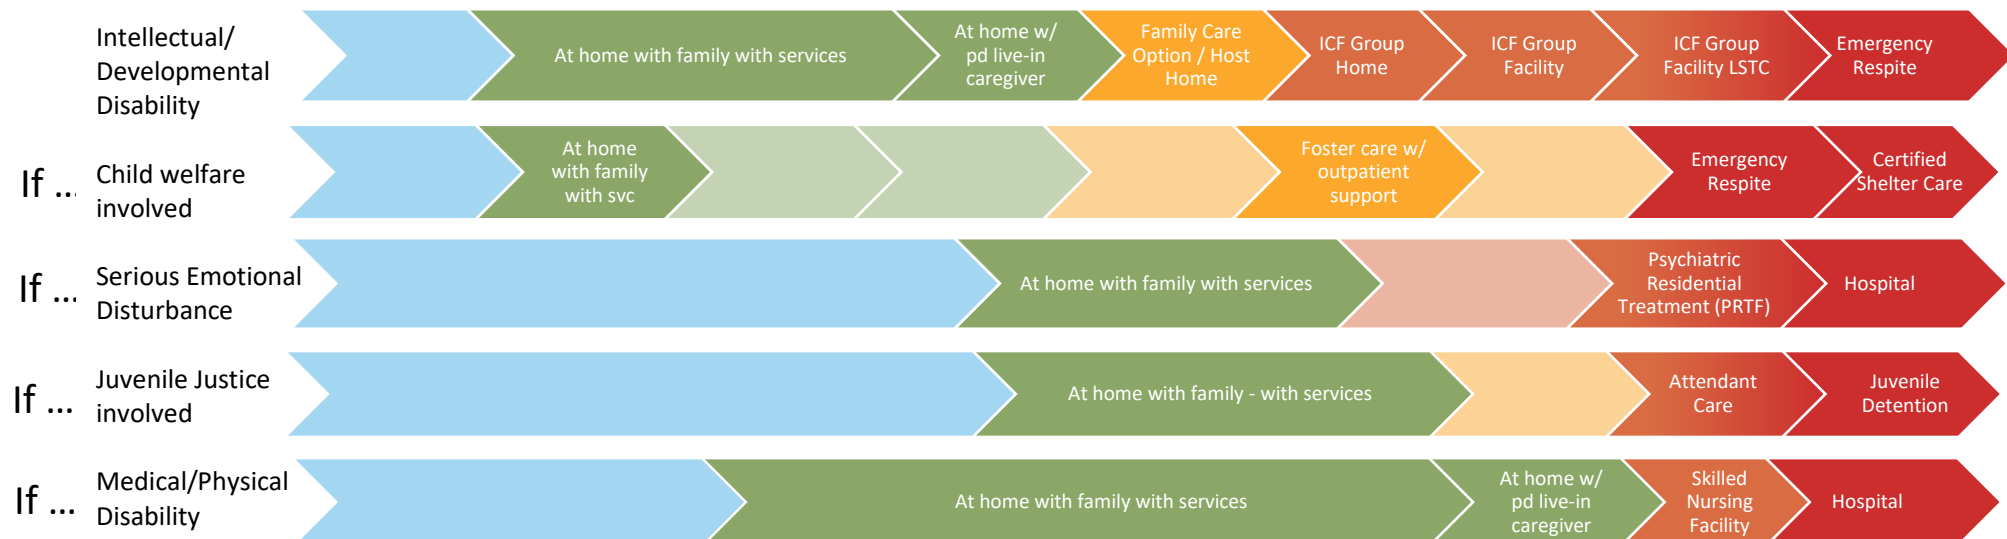 Intellectual/
Developmental
Disability
At home with family with services
At home w/
pd live-in
caregiver
Family Care
Option / Host
Home
ICF Group
Home
ICF Group
Facility
ICF Group
Facility LSTC
Emergency
Respite
If ...
Child welfare
involved
At home
with family
with svc
Foster care w/
outpatient
support
Emergency
Respite
Certified
Shelter Care
If ...
Serious Emotional
Disturbance
At home with family with services
Psychiatric
Residential
Treatment (PRTF)
Hospital
If ...
Juvenile Justice
involved
At home with family - with services
Attendant
Care
Juvenile
Detention
If ...
Medical/Physical
Disability
At home with family with services
At home w/
pd live-in
caregiver
Skilled
Nursing
Facility
Hospital